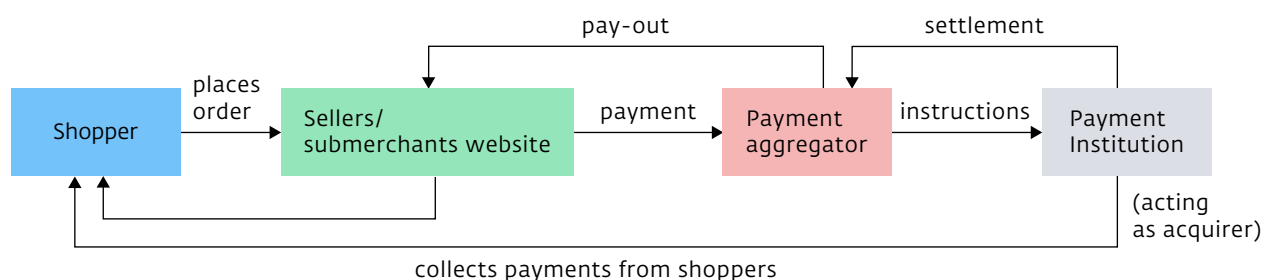 pay-out
settlement
places
order
Shopper
Sellers/
submerchants website
payment
Payment
aggregator
instructions
Payment
Institution
(acting
as acquirer)
collects payments from shoppers